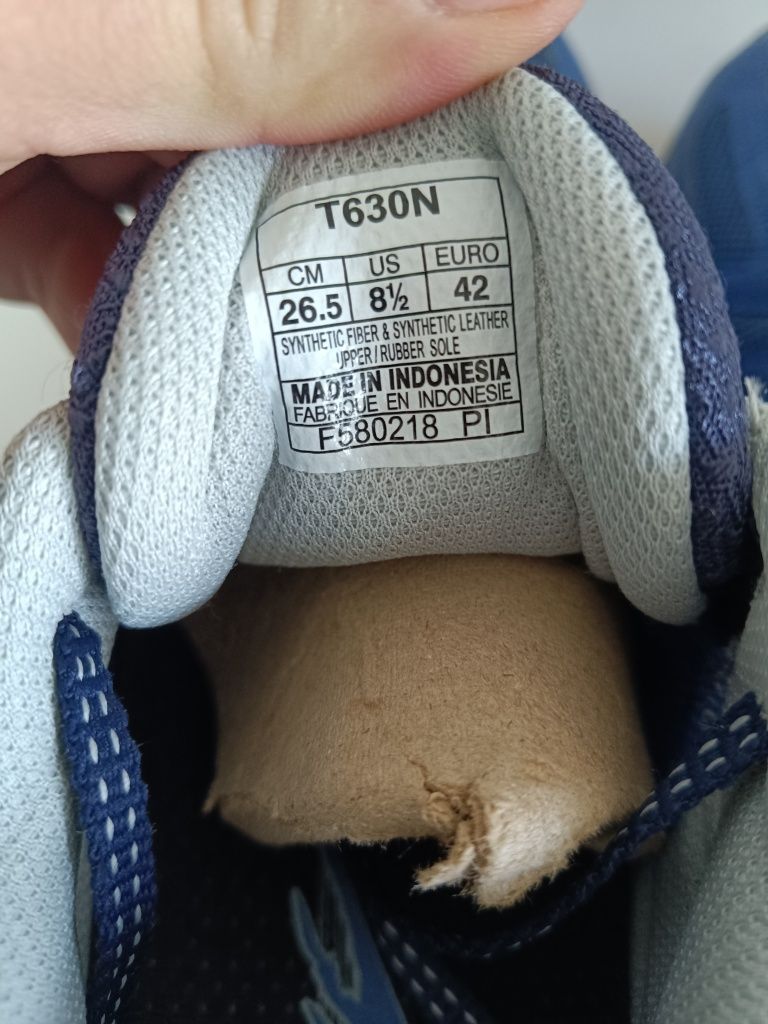 T630N
CM US EURO
26.5 8½ 42
SYNTHETIC FIBER & SYNTHETIC LEATHER
UPPER / RUBBER SOLE
MADE IN INDONESIA
FABRIQUE EN INDONESIE
F580218 PI